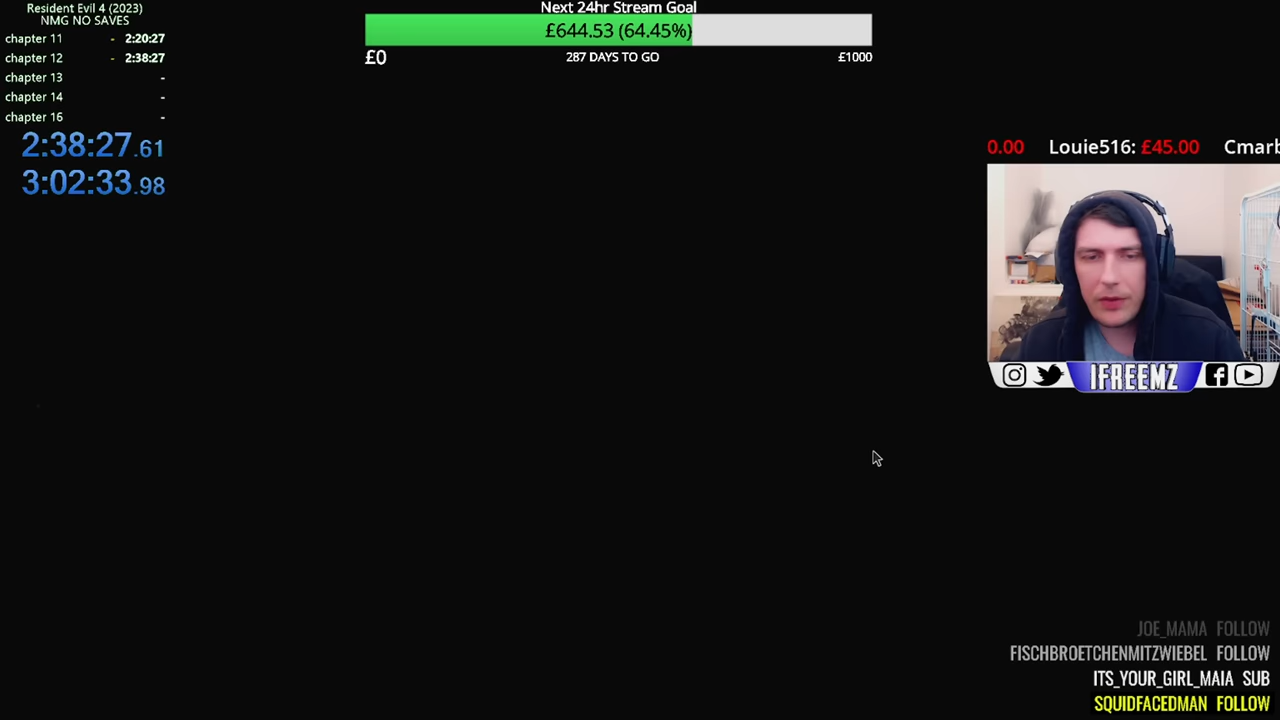 Resident Evil 4 (2023)
NMG NO SAVES
chapter 11 - 2:20:27
chapter 12 - 2:38:27
chapter 13 -
chapter 14 -
chapter 16 -
2:38:27.61
3:02:33.98
Next 24hr Stream Goal
£644.53 (64.45%)
£0 287 DAYS TO GO £1000
0.00 Louie516: £45.00 Cmarb
IFREEMZ
JOE_MAMA FOLLOW
FISCHBROETCHENMITZWIEBEL FOLLOW
ITS_YOUR_GIRL_MAIA SUB
SQUIDFACEDMAN FOLLOW